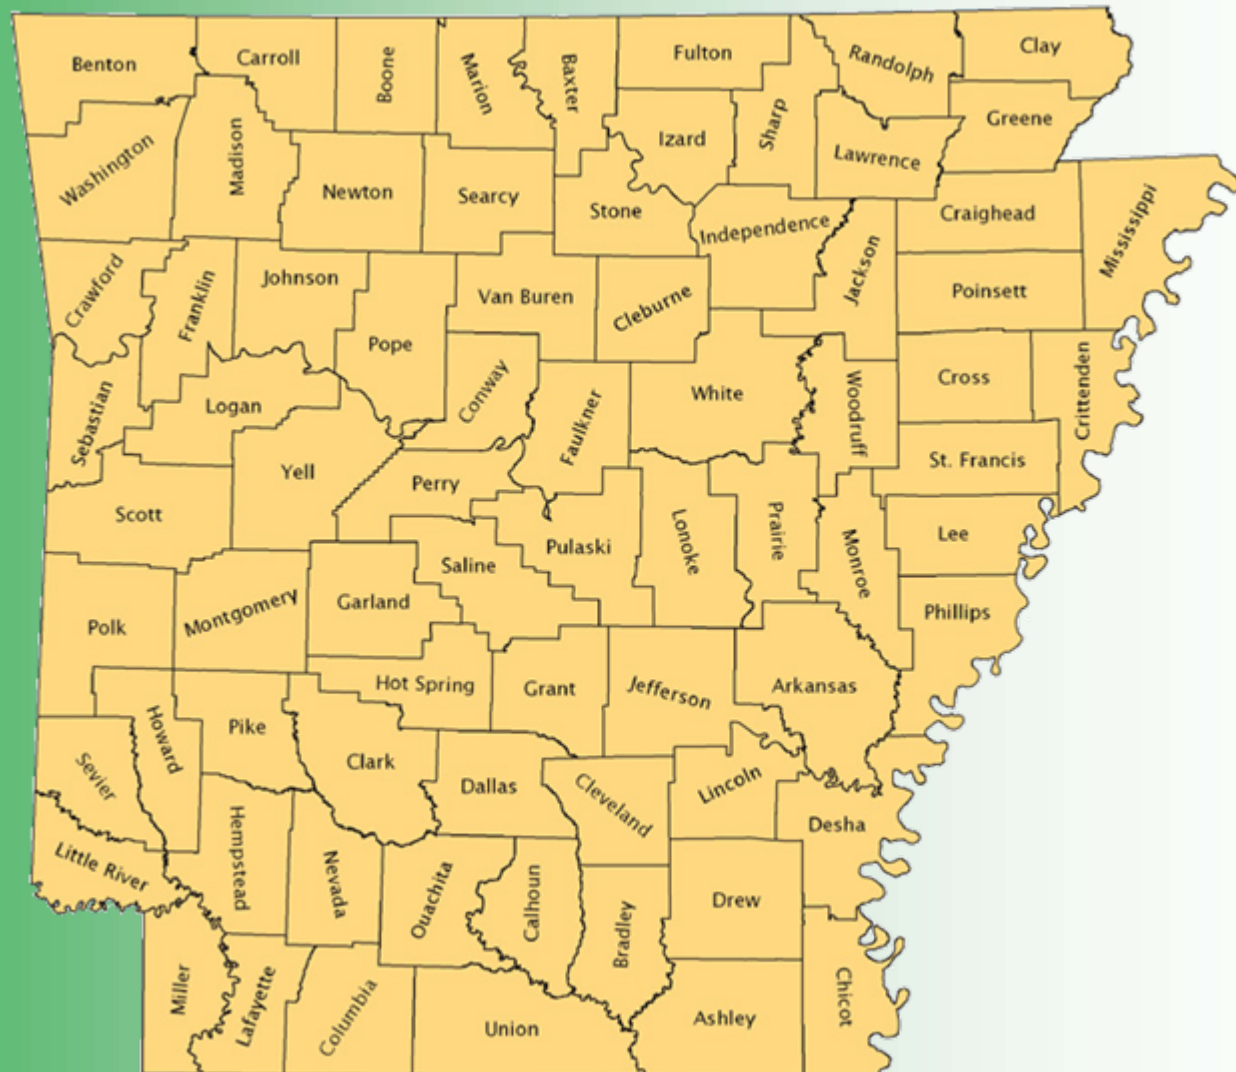 Benton
Carroll
Boone
Marion
Baxter
Fulton
Randolph
Clay
Washington
Madison
Newton
Searcy
Stone
Izard
Sharp
Lawrence
Greene
Independence
Jackson
Craighead
Mississippi
Crawford
Franklin
Johnson
Pope
Van Buren
Cleburne
Poinsett
Sebastian
Logan
Conway
Faulkner
White
Woodruff
Cross
Crittenden
Scott
Yell
Perry
Pulaski
Lonoke
Prairie
Monroe
St. Francis
Lee
Polk
Montgomery
Garland
Saline
Phillips
Hot Spring
Grant
Jefferson
Arkansas
Sevier
Howard
Pike
Clark
Dallas
Cleveland
Lincoln
Desha
Little River
Hempstead
Nevada
Ouachita
Calhoun
Bradley
Drew
Chicot
Miller
Lafayette
Columbia
Union
Ashley